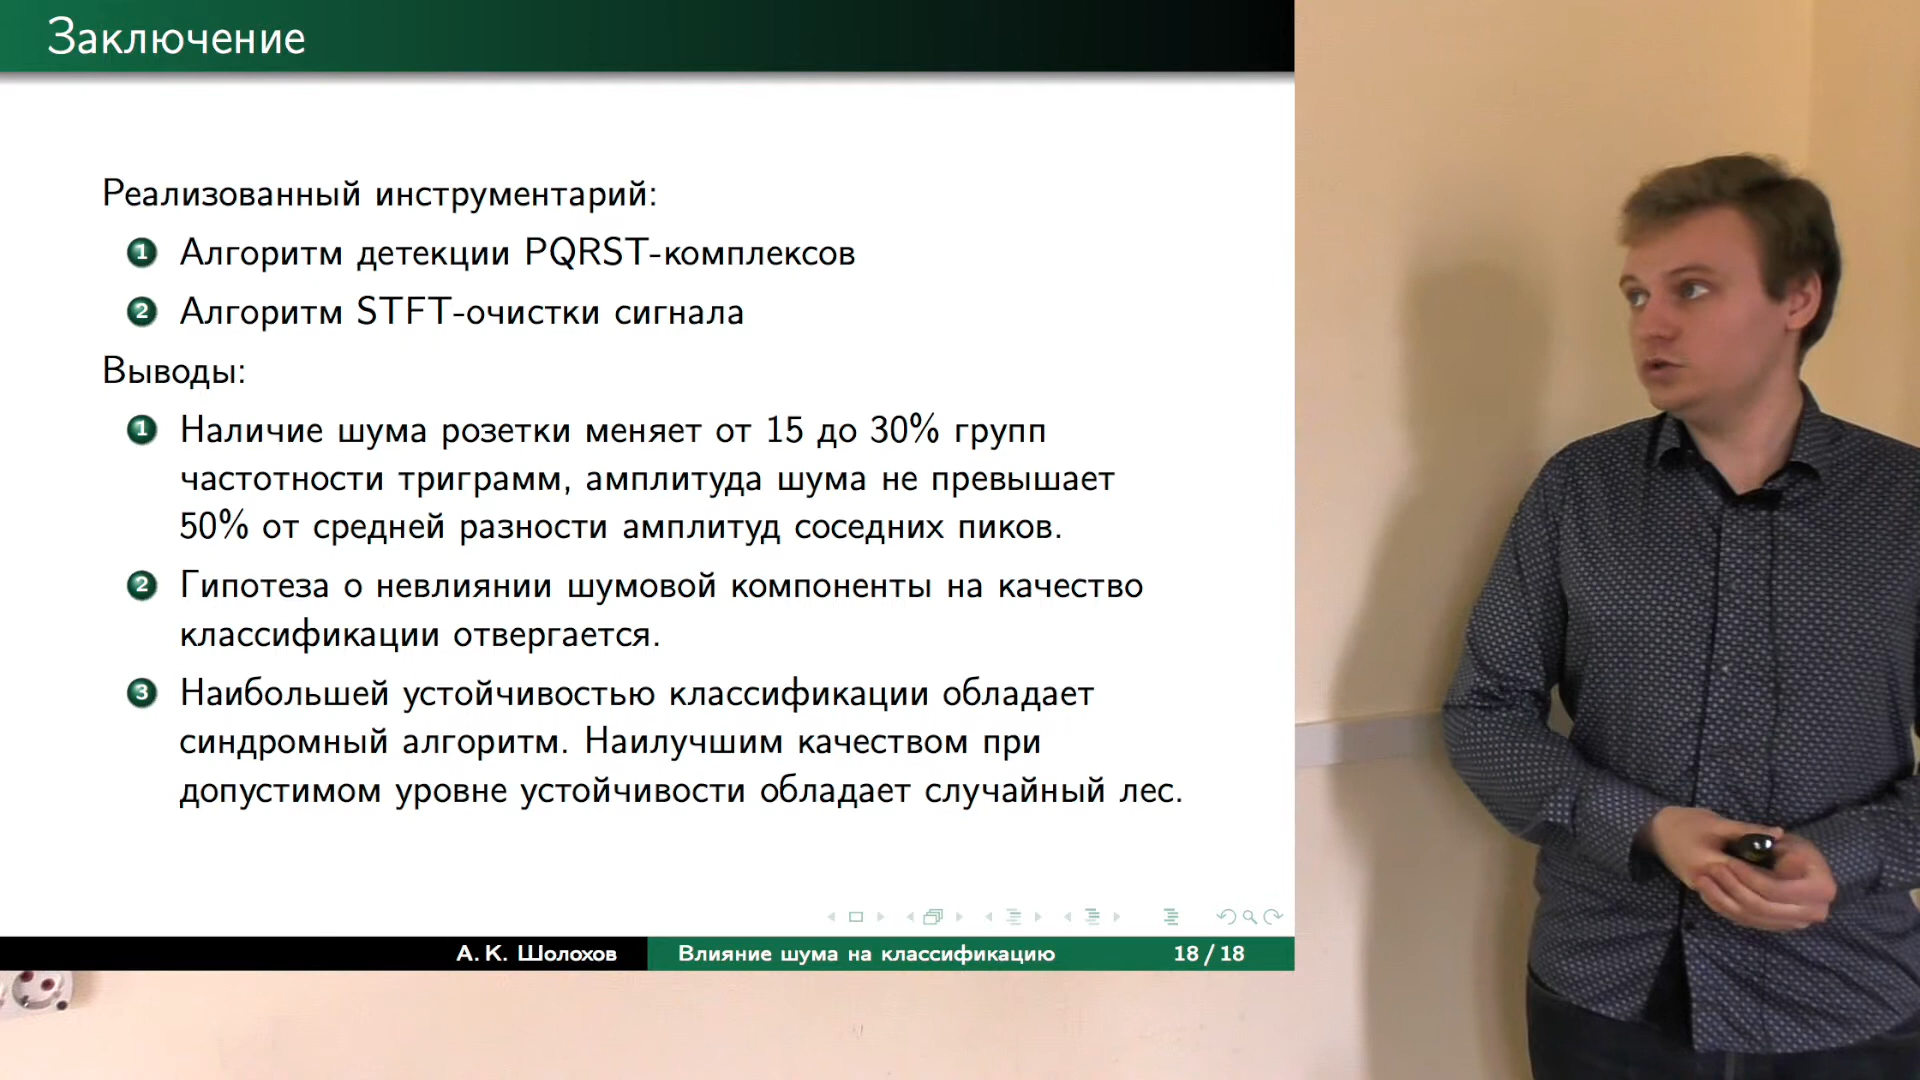 Заключение
Реализованный инструментарий:
1 Алгоритм детекции PQRST-комплексов
2 Алгоритм STFT-очистки сигнала
Выводы:
1 Наличие шума розетки меняет от 15 до 30% групп
частотности триграмм, амплитуда шума не превышает
50% от средней разности амплитуд соседних пиков.
2 Гипотеза о невлиянии шумовой компоненты на качество
классификации отвергается.
3 Наибольшей устойчивостью классификации обладает
синдромный алгоритм. Наилучшим качеством при
допустимом уровне устойчивости обладает случайный лес.
А. К. Шолохов Влияние шума на классификацию 18 / 18